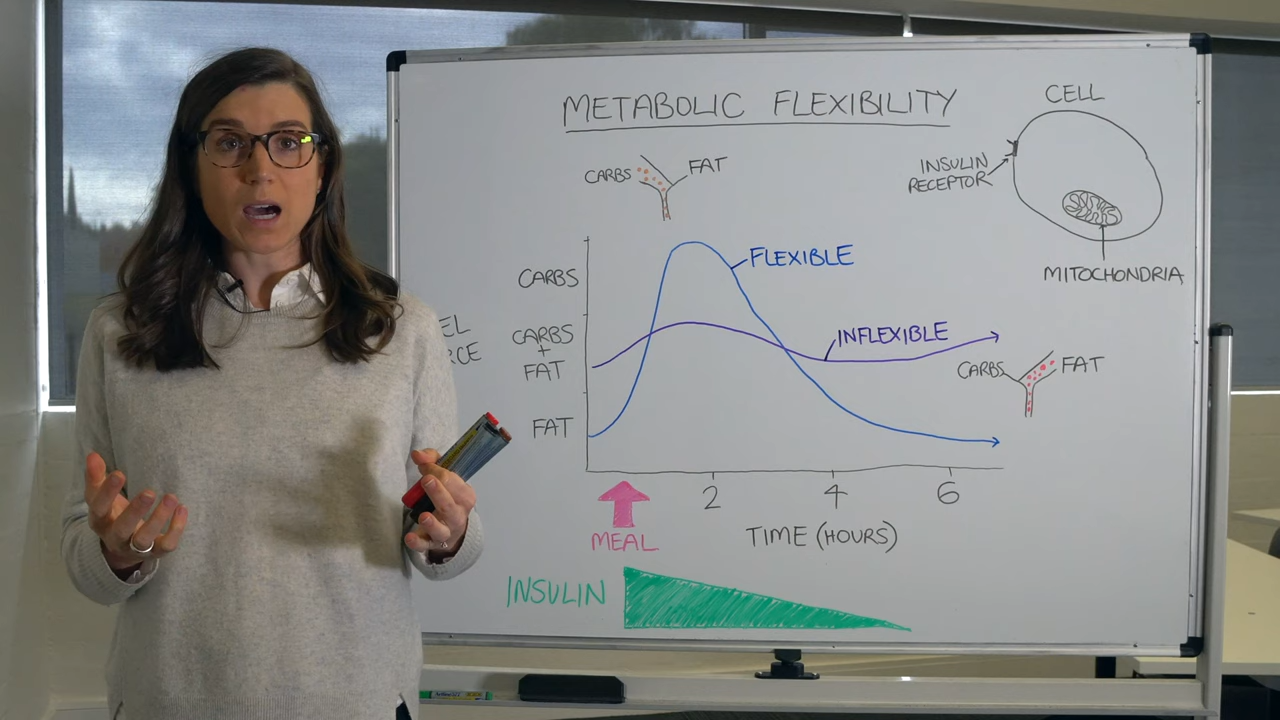 METABOLIC FLEXIBILITY
CELL
CARBS
FAT
INSULIN
RECEPTOR
MITOCHONDRIA
FLEXIBLE
CARBS
CARBS
+
FAT
FAT
INFLEXIBLE
CARBS
FAT
2
4
6
TIME (HOURS)
MEAL
INSULIN